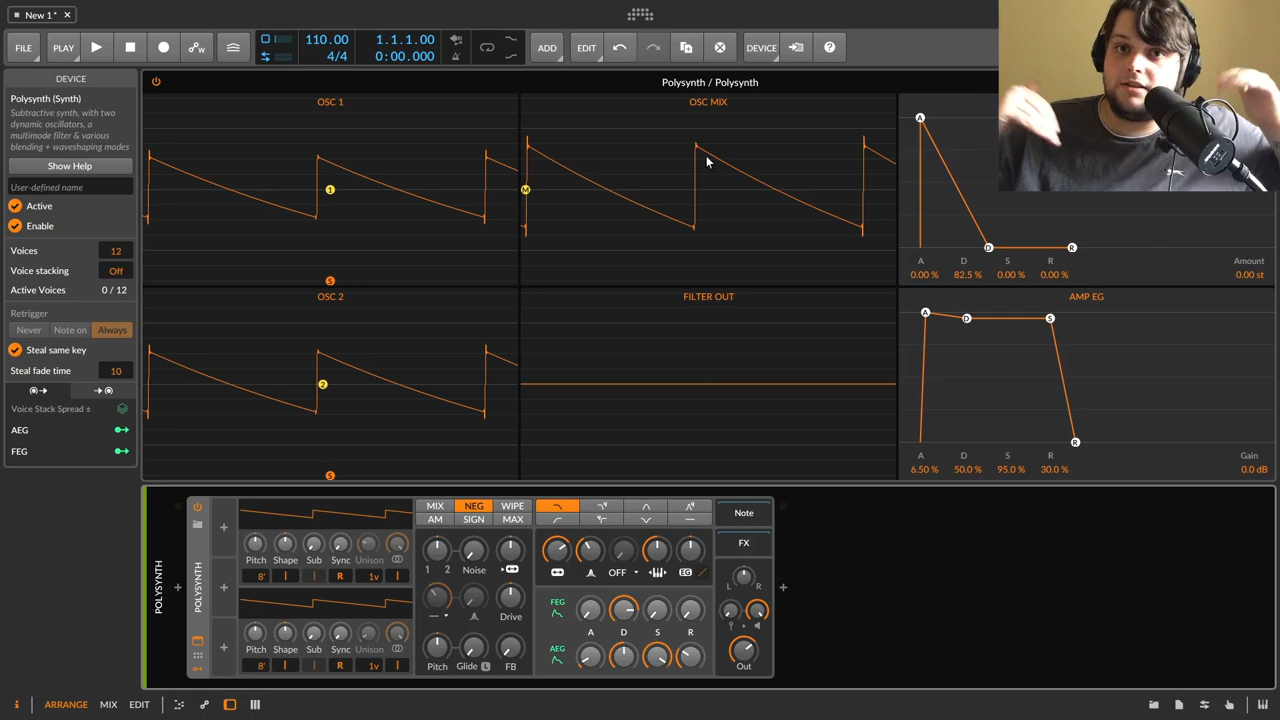 New 1*
FILE
PLAY
110.00
4/4
1.1.1.00
0:00.000
ADD
EDIT
DEVICE
DEVICE
Polysynth (Synth)
Subtractive synth, with two
dynamic oscillators, a
multimode filter & various
blending + waveshaping modes
Show Help
User-defined name
Active
Enable
Voices 12
Voice stacking Off
Active Voices 0 / 12
Retrigger
Never Note on Always
Steal same key
Steal fade time 10
Voice Stack Spread ±
AEG
FEG
Polysynth / Polysynth
OSC 1
1
S
OSC MIX
M
A
D
R
A D S R
0.00 % 82.5 % 0.00 % 0.00 %
Amount
0.00 st
OSC 2
2
S
FILTER OUT
AMP EG
A D S R
A D S R
6.50 % 50.0 % 95.0 % 30.0 %
Gain
0.0 dB
POLYSYNTH
POLYSYNTH
Pitch Shape Sub Sync Unison
8' R 1v
Pitch Shape Sub Sync Unison
8' R 1v
MIX NEG WIPE
AM SIGN MAX
1 2 Noise
Drive
Pitch Glide L FB
OFF EG
FEG
A D S R
AEG
Note
FX
L R
Out
i ARRANGE MIX EDIT